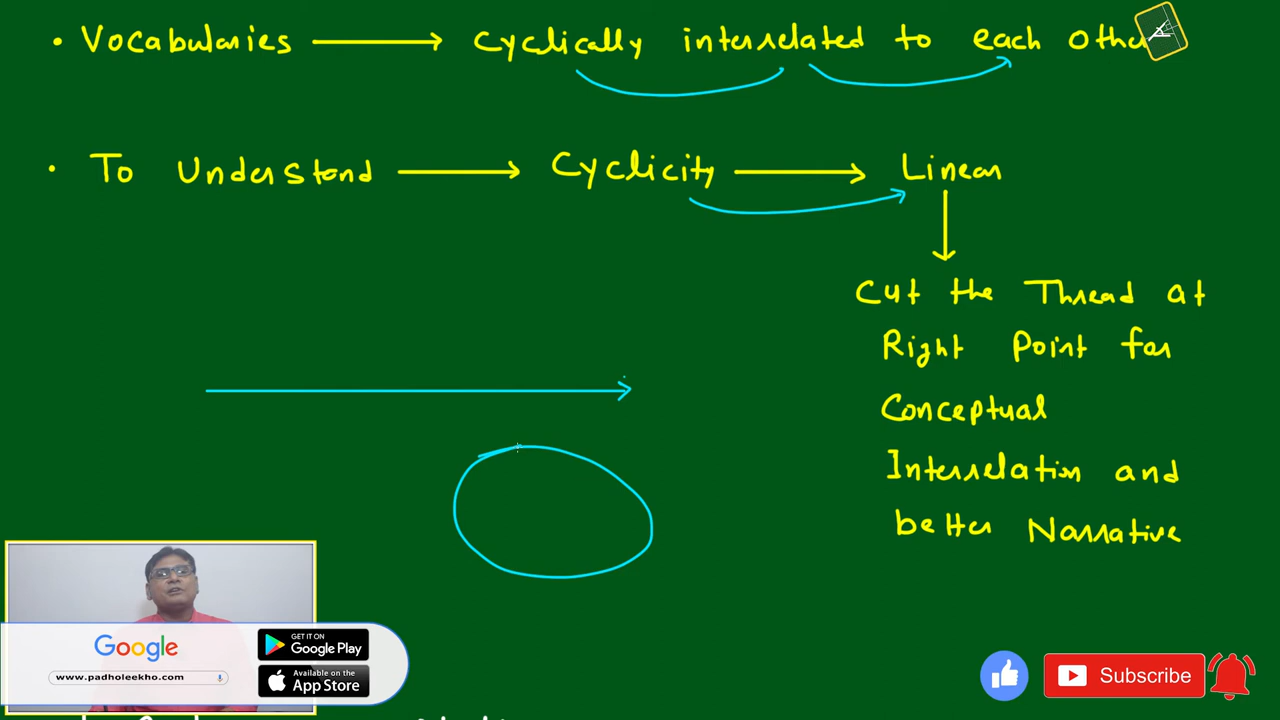 • Vocabularies → Cyclically interrelated to each other
• To Understand → Cyclicity → Linear
Cut the Thread at
Right Point for
Conceptual
Interrelation and
better Narrative
Google
www.padholeekho.com
GET IT ON
Google Play
Available on the
App Store
Subscribe